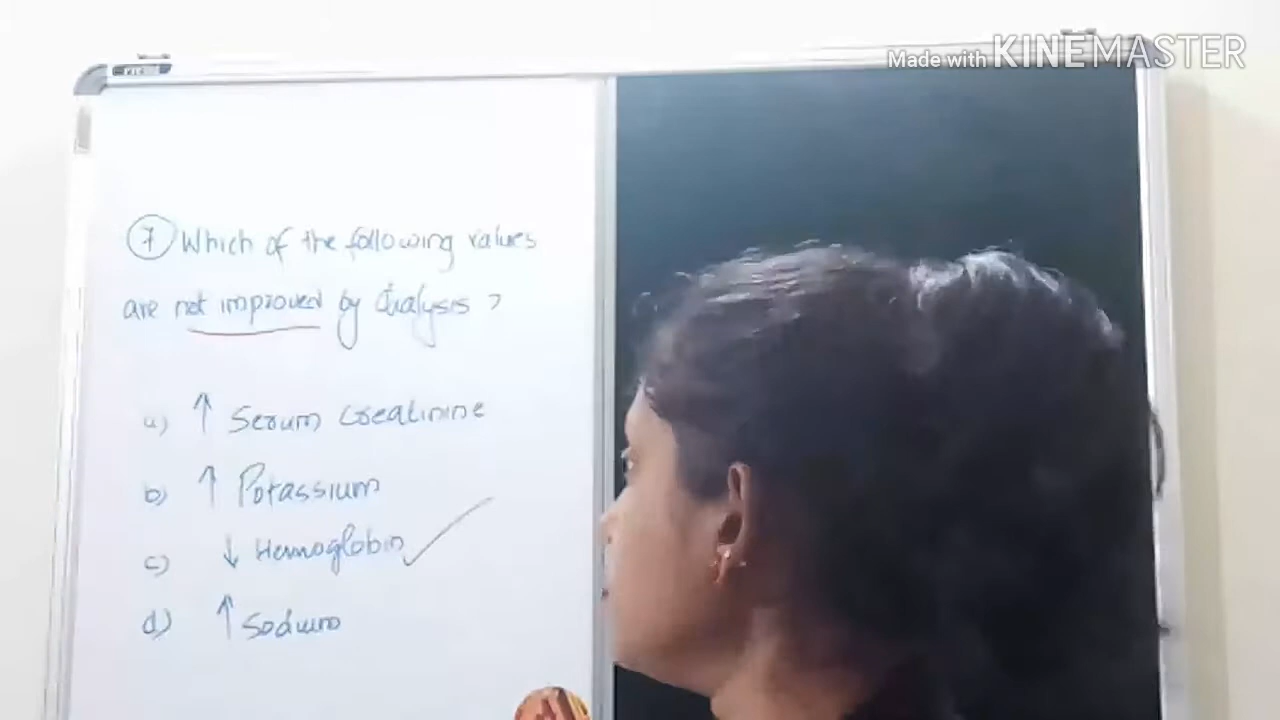 Made with KINEMASTER
7 Which of the following values
are not improved by dialysis ?
a) ↑ Serum creatinine
b) ↑ Potassium
c) ↓ Hemoglobin ✓
d) ↑ Sodium